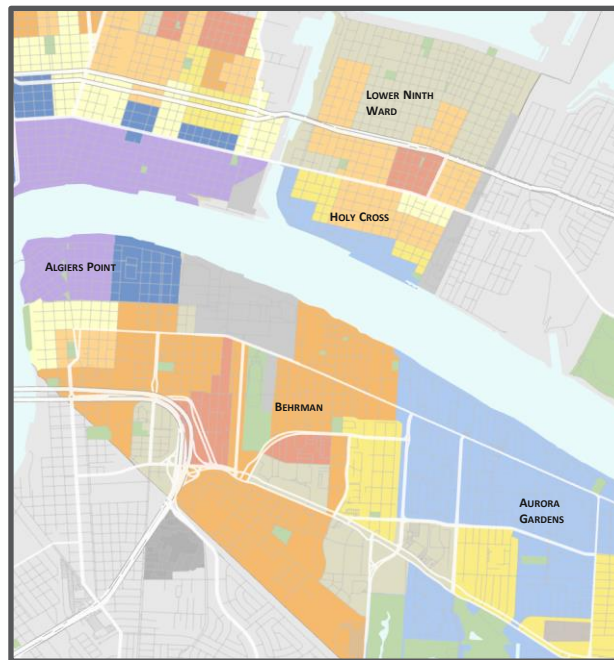 LOWER NINTH
WARD
HOLY CROSS
ALGIERS POINT
BEHRMAN
AURORA
GARDENS